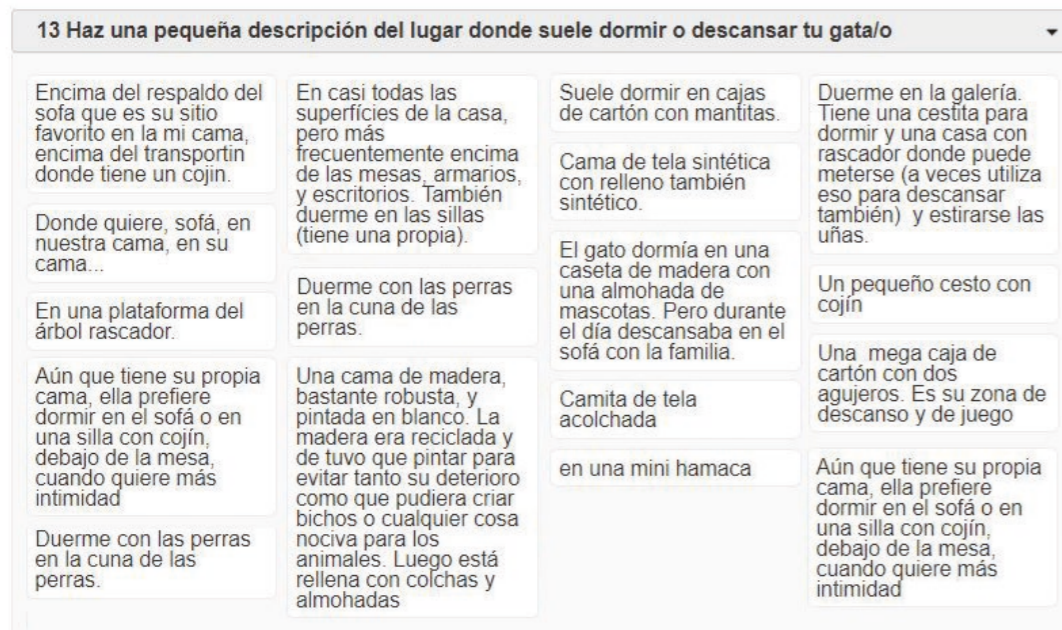 13 Haz una pequeña descripción del lugar donde suele dormir o descansar tu gata/o
Encima del respaldo del
sofa que es su sitio
favorito en la mi cama,
encima del transportin
donde tiene un cojin.
Donde quiere, sofá, en
nuestra cama, en su
cama...
En una plataforma del
árbol rascador.
Aún que tiene su propia
cama, ella prefiere
dormir en el sofá o en
una silla con cojín,
debajo de la mesa,
cuando quiere más
intimidad
Duerme con las perras
en la cuna de las
perras.
En casi todas las
superfícies de la casa,
pero más
frecuentemente encima
de las mesas, armarios,
y escritorios. También
duerme en las sillas
(tiene una propia).
Duerme con las perras
en la cuna de las
perras.
Una cama de madera,
bastante robusta, y
pintada en blanco. La
madera era reciclada y
de tuvo que pintar para
evitar tanto su deterioro
como que pudiera criar
bichos o cualquier cosa
nociva para los
animales. Luego está
rellena con colchas y
almohadas
Suele dormir en cajas
de cartón con mantitas.
Cama de tela sintética
con relleno también
sintético.
El gato dormía en una
caseta de madera con
una almohada de
mascotas. Pero durante
el día descansaba en el
sofá con la familia.
Camita de tela
acolchada
en una mini hamaca
Duerme en la galería.
Tiene una cestita para
dormir y una casa con
rascador donde puede
meterse (a veces utiliza
eso para descansar
también) y estirarse las
uñas.
Un pequeño cesto con
cojín
Una mega caja de
cartón con dos
agujeros. Es su zona de
descanso y de juego
Aún que tiene su propia
cama, ella prefiere
dormir en el sofá o en
una silla con cojín,
debajo de la mesa,
cuando quiere más
intimidad